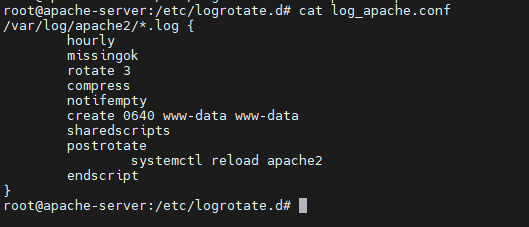 root@apache-server:/etc/logrotate.d# cat log_apache.conf
/var/log/apache2/*.log {
        hourly
        missingok
        rotate 3
        compress
        notifempty
        create 0640 www-data www-data
        sharedscripts
        postrotate
                systemctl reload apache2
        endscript
}
root@apache-server:/etc/logrotate.d#